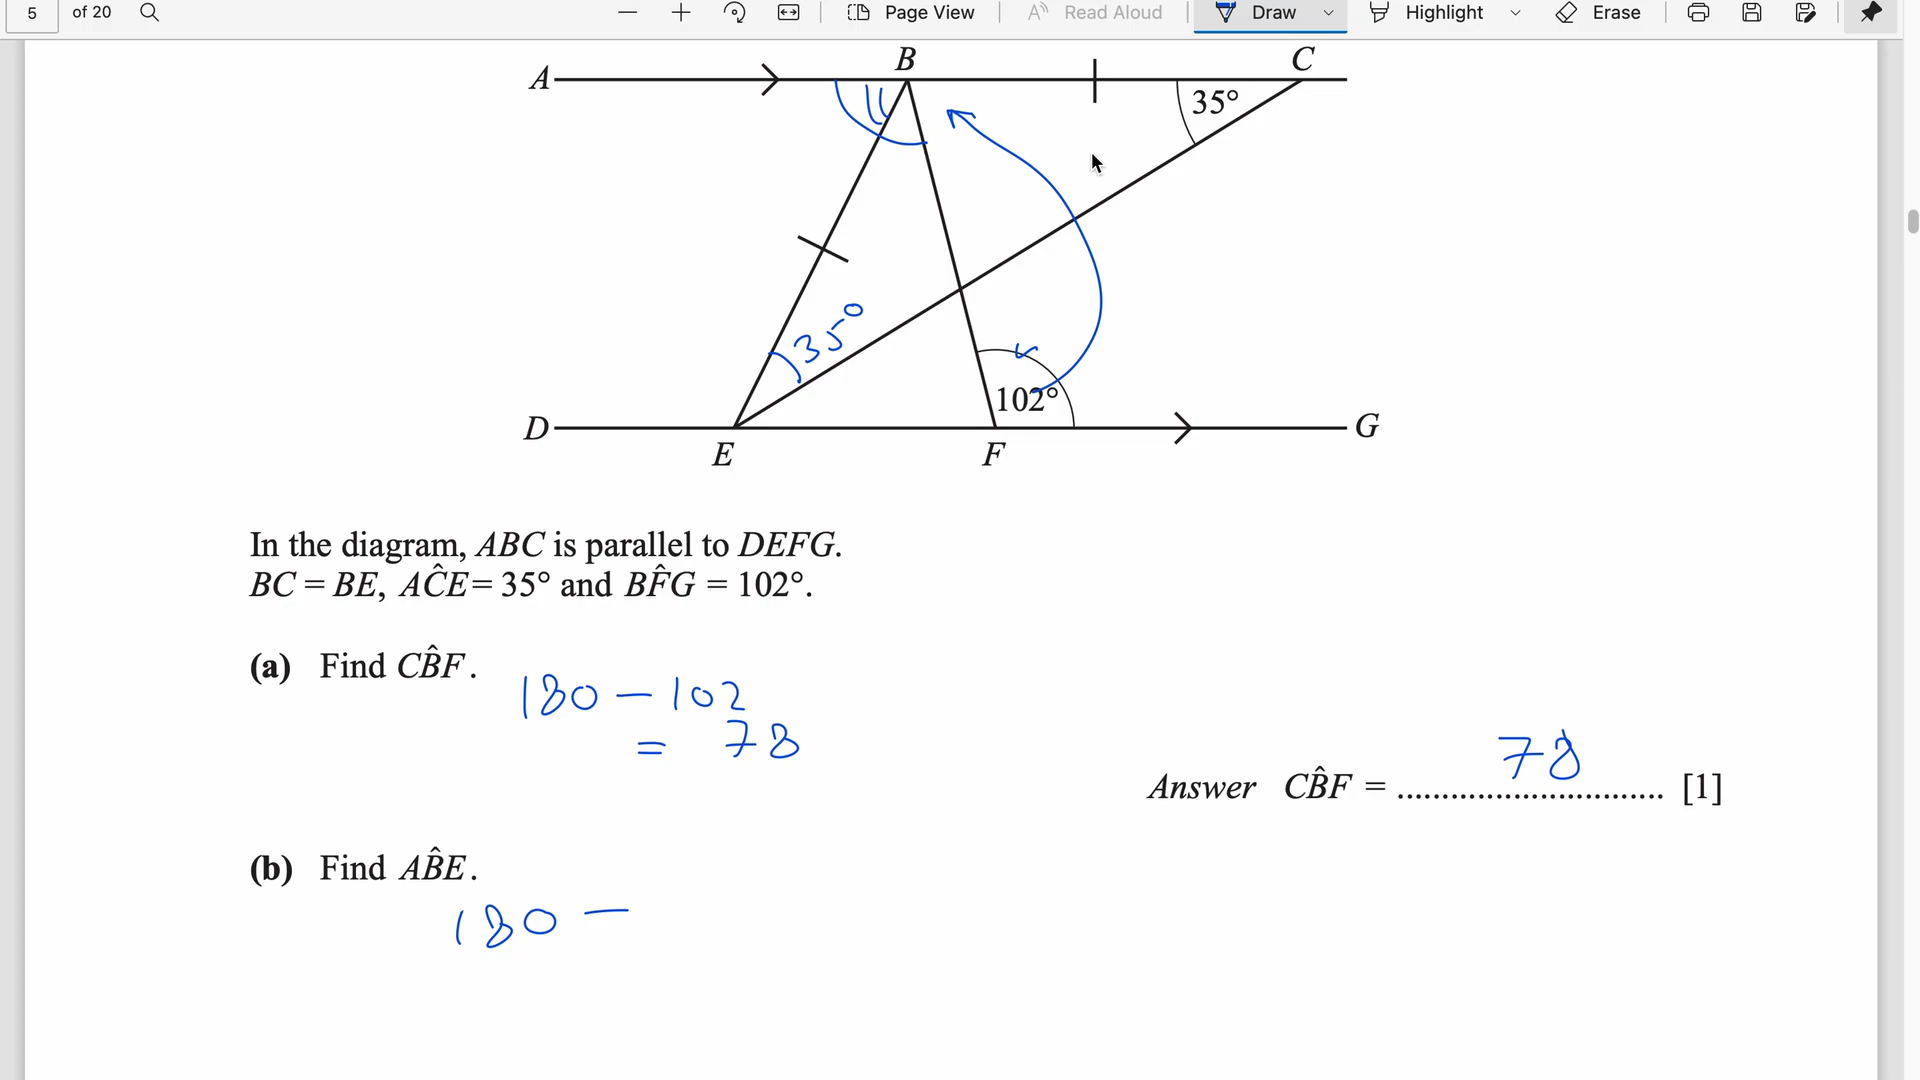 5 of 20 Page View Read Aloud Draw Highlight Erase
A B C
35°
35°
102°
D E F G
In the diagram, ABC is parallel to DEFG.
BC = BE, AĈE= 35° and BF̂G = 102°.
(a) Find CB̂F.
180 – 102
= 78
78
Answer CB̂F = .............................. [1]
(b) Find AB̂E.
180 –